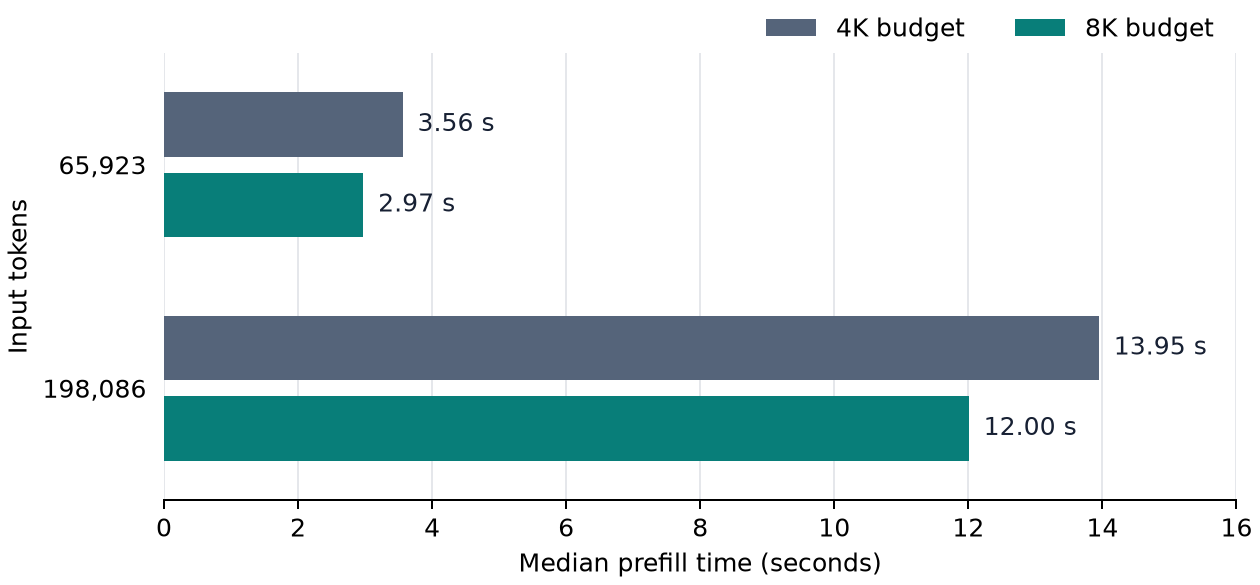 4K budget 8K budget
3.56 s
65,923
2.97 s
Input tokens
13.95 s
198,086
12.00 s
0 2 4 6 8 10 12 14 16
Median prefill time (seconds)